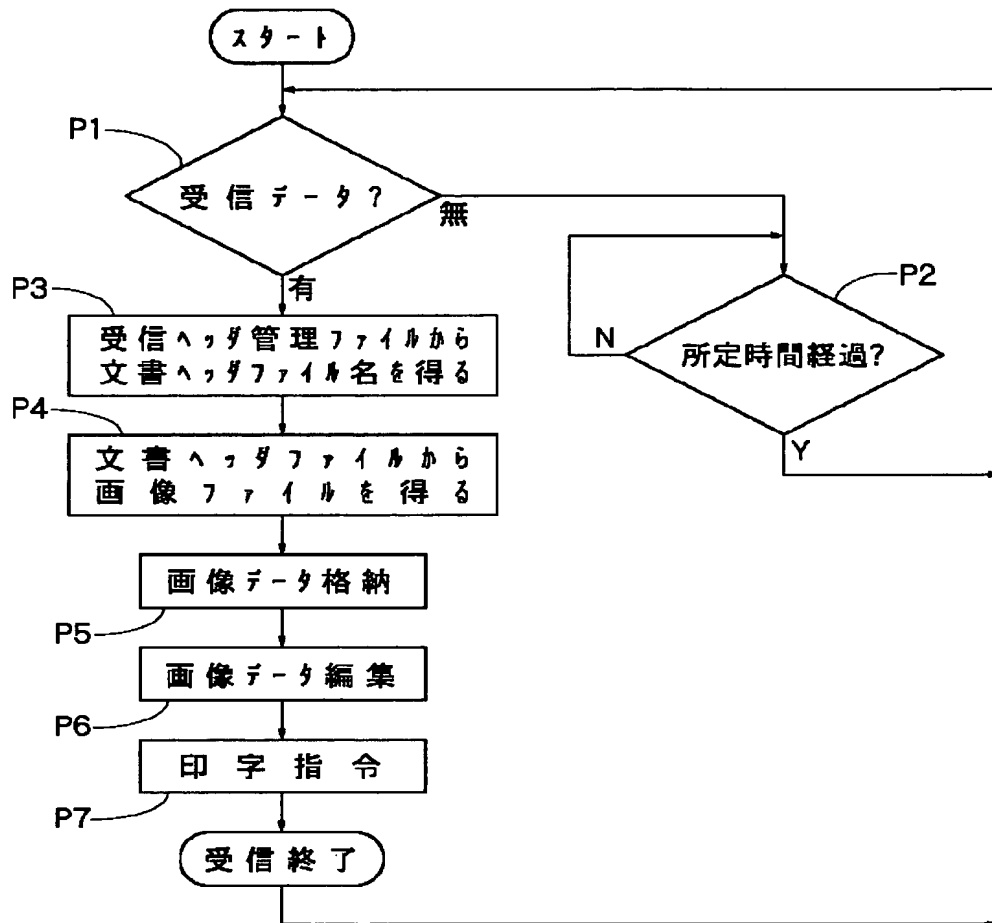 スタート
P1
受信データ?
無
有
P2
所定時間経過?
N
Y
P3
受信ヘッダ管理ファイルから
文書ヘッダファイル名を得る
P4
文書ヘッダファイルから
画像ファイルを得る
画像データ格納
P5
画像データ編集
P6
印字指令
P7
受信終了